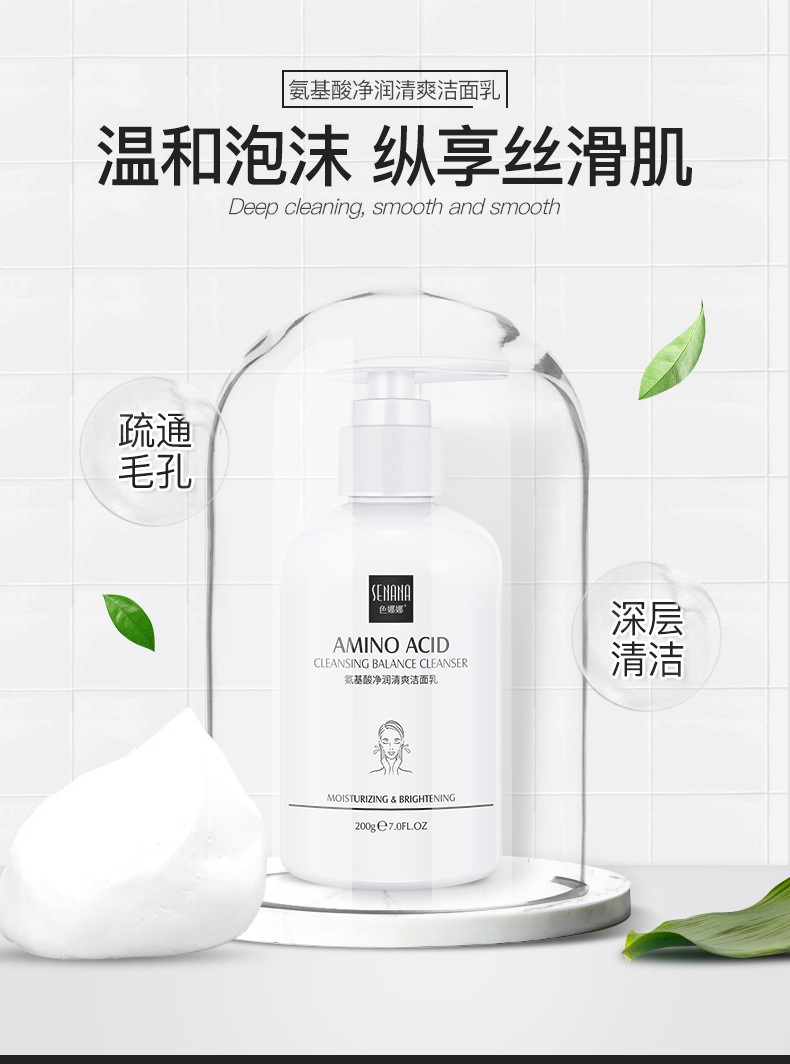 氨基酸净润清爽洁面乳
温和泡沫 纵享丝滑肌
Deep cleaning, smooth and smooth
疏通
毛孔
SENANA
色娜娜®
AMINO ACID
CLEANSING BALANCE CLEANSER
氨基酸净润清爽洁面乳
深层
清洁
MOISTURIZING & BRIGHTENING
200g℮7.0FL.OZ